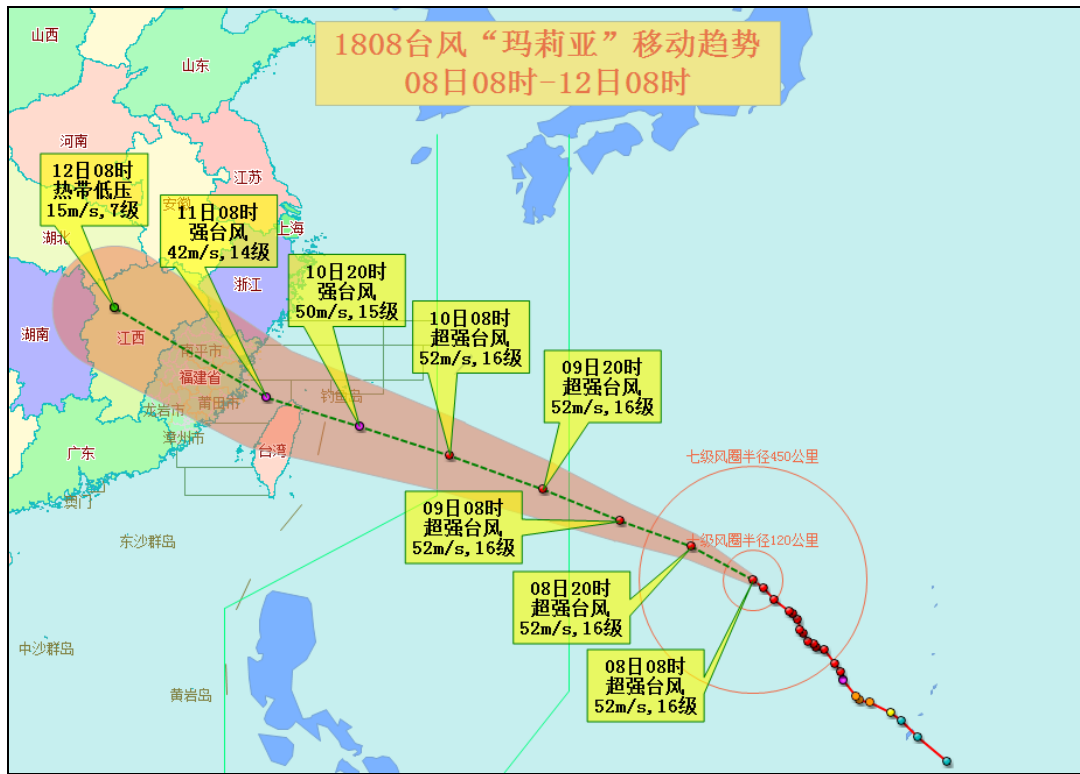 1808台风“玛莉亚”移动趋势
08日08时-12日08时
山西
山东
河南
江苏
安徽
上海
湖北
浙江
湖南
江西
南平市
福建省
龙岩市
莆田市
漳州市
钓鱼岛
台湾
广东
澳门
东沙群岛
中沙群岛
黄岩岛
12日08时
热带低压
15m/s,7级
11日08时
强台风
42m/s,14级
10日20时
强台风
50m/s,15级
10日08时
超强台风
52m/s,16级
09日20时
超强台风
52m/s,16级
09日08时
超强台风
52m/s,16级
08日20时
超强台风
52m/s,16级
08日08时
超强台风
52m/s,16级
七级风圈半径450公里
十级风圈半径120公里